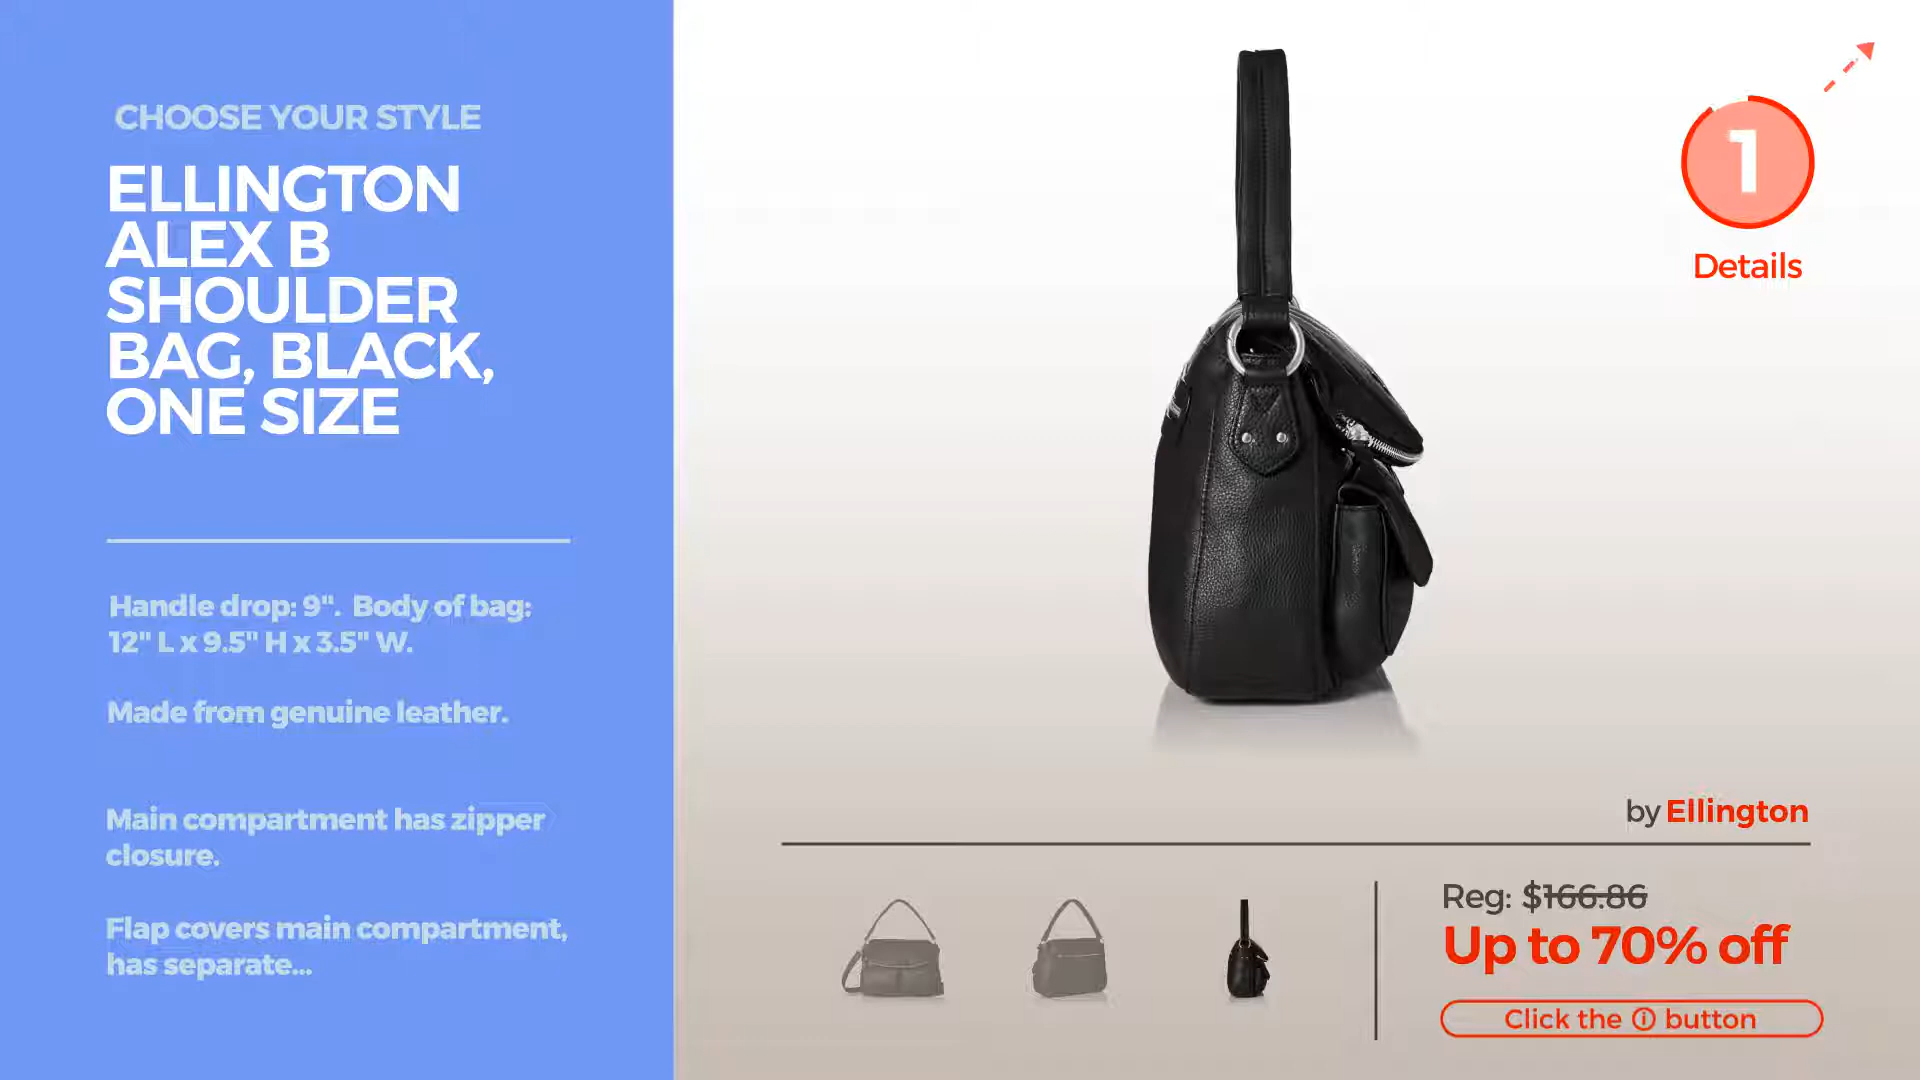 CHOOSE YOUR STYLE
ELLINGTON
ALEX B
SHOULDER
BAG, BLACK,
ONE SIZE
Handle drop: 9". Body of bag:
12" L x 9.5" H x 3.5" W.
Made from genuine leather.
Main compartment has zipper
closure.
Flap covers main compartment,
has separate...
1
Details
by Ellington
Reg: $166.86
Up to 70% off
Click the ⓘ button